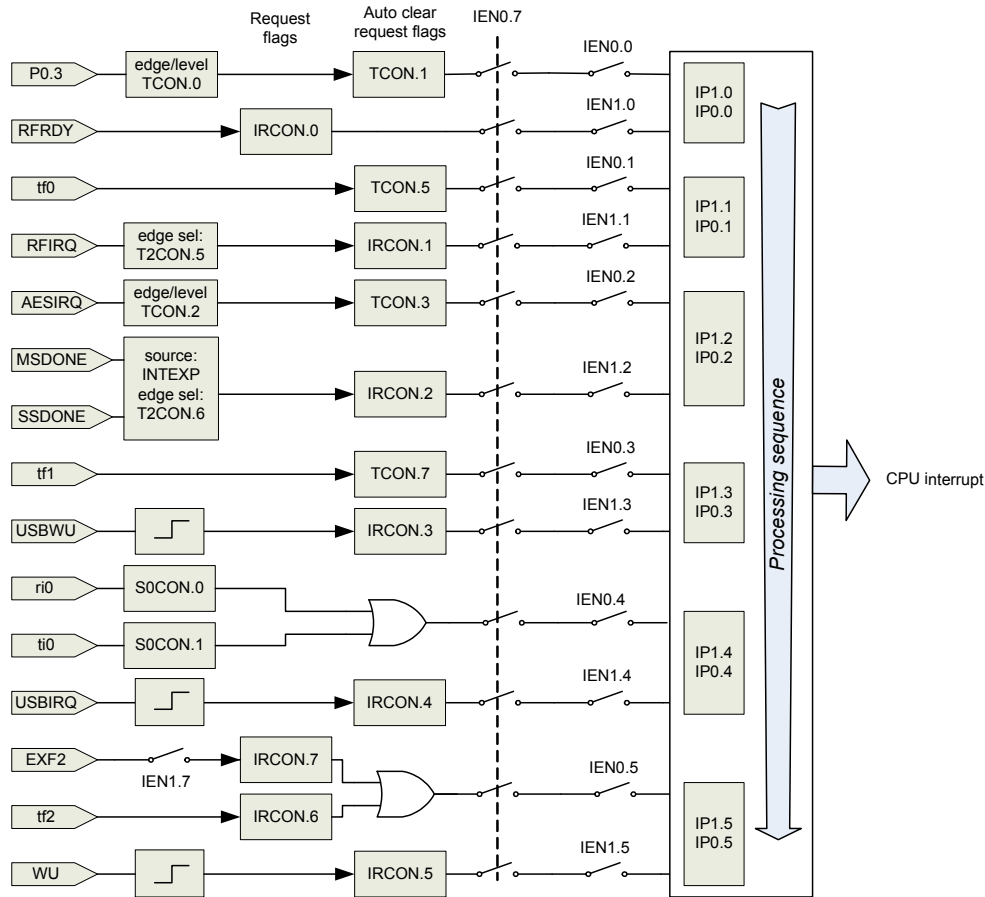 Request
flags
Auto clear
request flags
IEN0.7
P0.3
edge/level
TCON.0
TCON.1
IEN0.0
IP1.0
IP0.0
RFRDY
IRCON.0
IEN1.0
tf0
TCON.5
IEN0.1
IP1.1
IP0.1
RFIRQ
edge sel:
T2CON.5
IRCON.1
IEN1.1
AESIRQ
edge/level
TCON.2
TCON.3
IEN0.2
IP1.2
IP0.2
MSDONE
SSDONE
source:
INTEXP
edge sel:
T2CON.6
IRCON.2
IEN1.2
tf1
TCON.7
IEN0.3
IP1.3
IP0.3
USBWU
IRCON.3
IEN1.3
ri0
S0CON.0
ti0
S0CON.1
IEN0.4
IP1.4
IP0.4
USBIRQ
IRCON.4
IEN1.4
EXF2
IEN1.7
IRCON.7
tf2
IRCON.6
IEN0.5
IP1.5
IP0.5
WU
IRCON.5
IEN1.5
Processing sequence
CPU interrupt